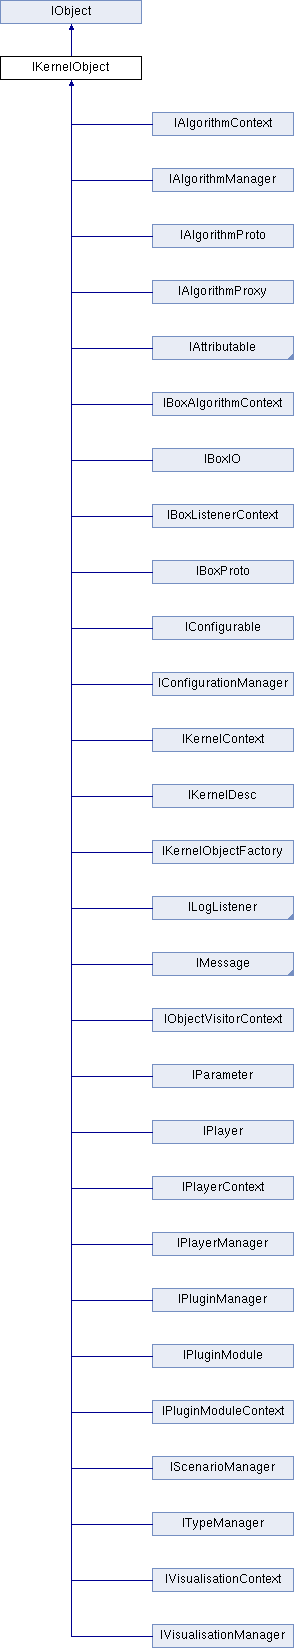 IObject
IKernelObject
IAlgorithmContext
IAlgorithmManager
IAlgorithmProto
IAlgorithmProxy
IAttributable
IBoxAlgorithmContext
IBoxIO
IBoxListenerContext
IBoxProto
IConfigurable
IConfigurationManager
IKernelContext
IKernelDesc
IKernelObjectFactory
ILogListener
IMessage
IObjectVisitorContext
IParameter
IPlayer
IPlayerContext
IPlayerManager
IPluginManager
IPluginModule
IPluginModuleContext
IScenarioManager
ITypeManager
IVisualisationContext
IVisualisationManager